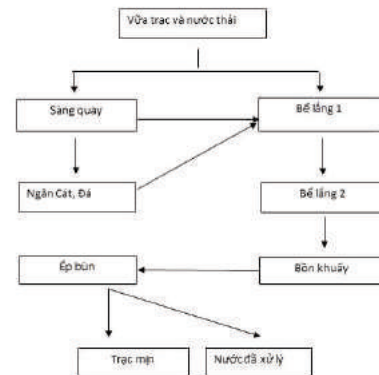 Vữa trạc và nước thải
Sàng quay
Bể lắng 1
Ngăn Cát, Đá
Bể lắng 2
Ép bùn
Bồn khuấy
Trạc mịn
Nước đã xử lý